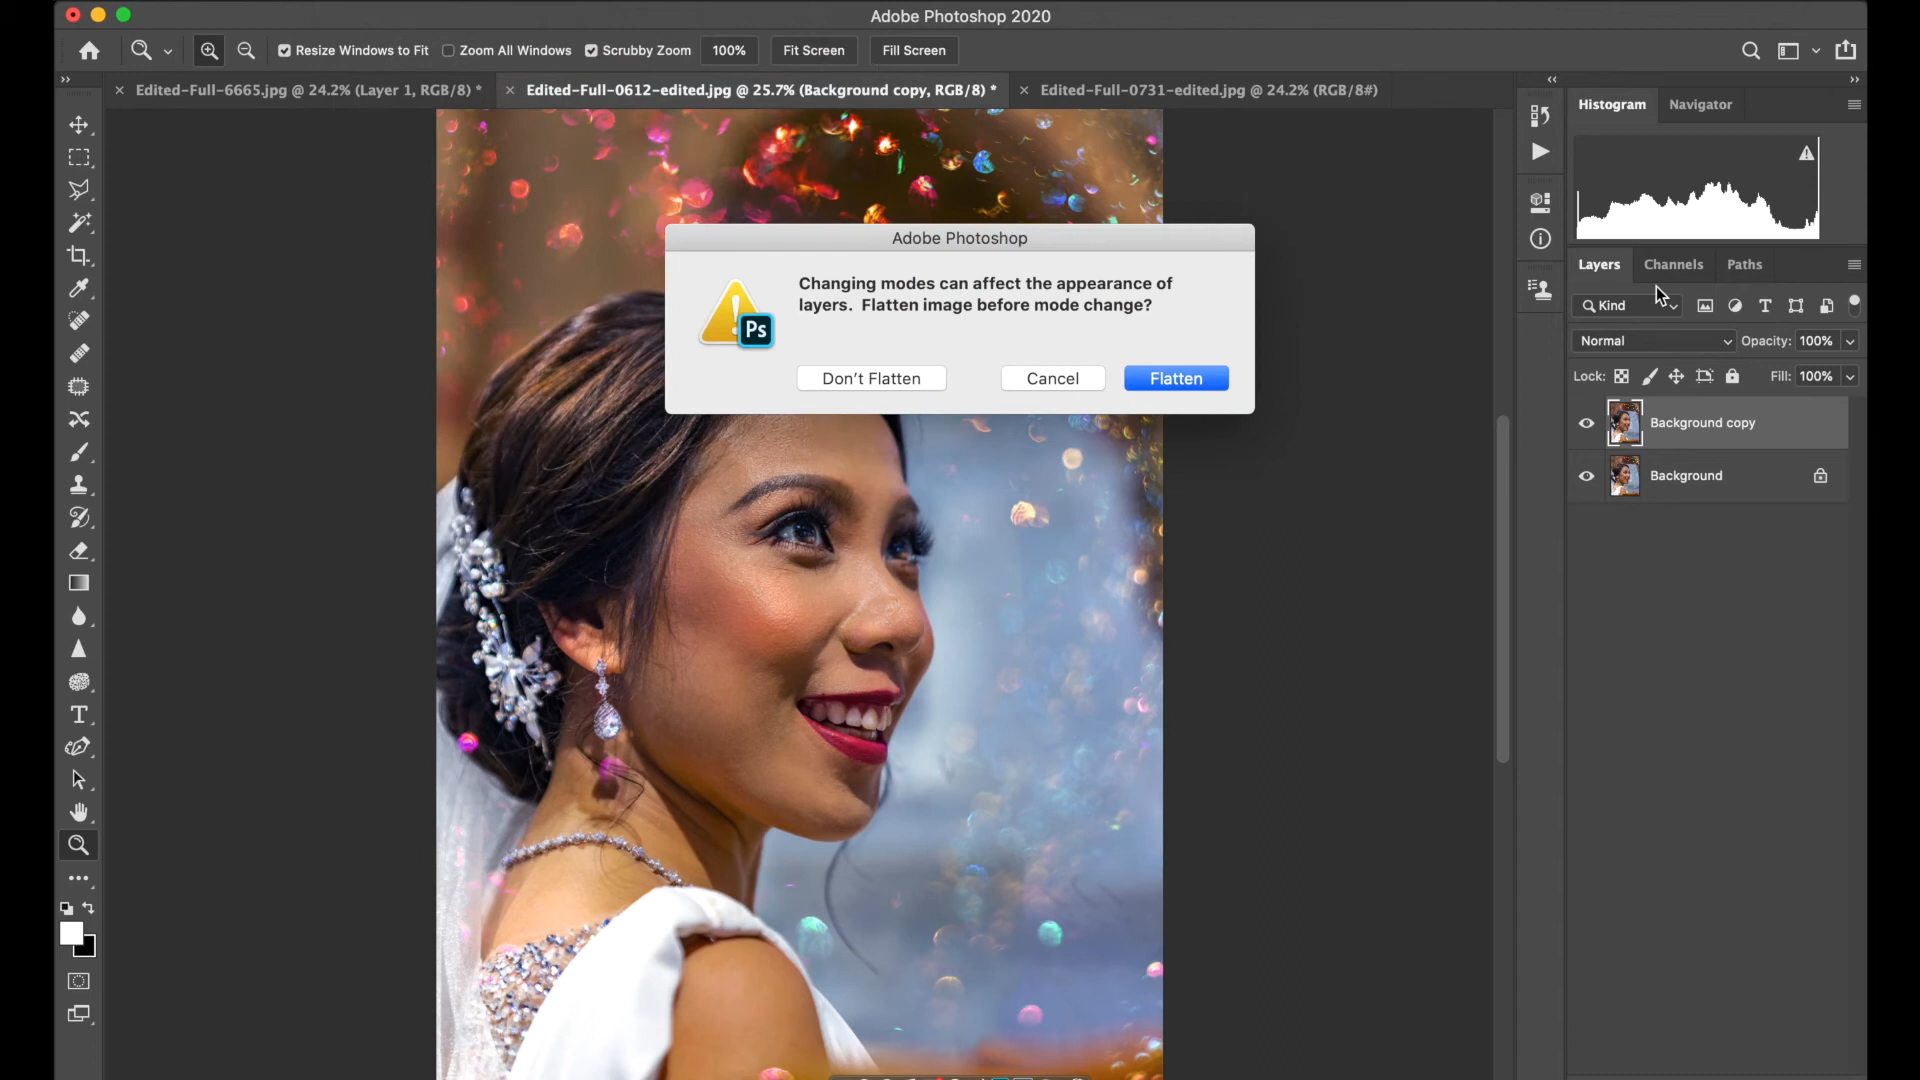 Adobe Photoshop 2020
Resize Windows to Fit Zoom All Windows Scrubby Zoom 100% Fit Screen Fill Screen
Edited-Full-6665.jpg @ 24.2% (Layer 1, RGB/8) * Edited-Full-0612-edited.jpg @ 25.7% (Background copy, RGB/8) * Edited-Full-0731-edited.jpg @ 24.2% (RGB/8#)
Histogram Navigator
Adobe Photoshop
Changing modes can affect the appearance of
layers. Flatten image before mode change?
Ps
Don't Flatten Cancel Flatten
Layers Channels Paths
Kind
Normal Opacity: 100%
Lock: Fill: 100%
Background copy
Background